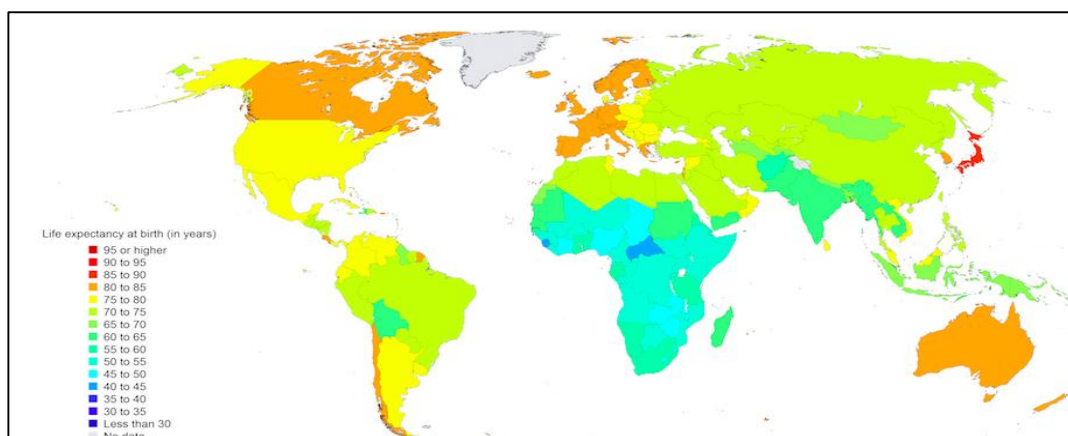 Life expectancy at birth (in years)
95 or higher
90 to 95
85 to 90
80 to 85
75 to 80
70 to 75
65 to 70
60 to 65
55 to 60
50 to 55
45 to 50
40 to 45
35 to 40
30 to 35
Less than 30
No data